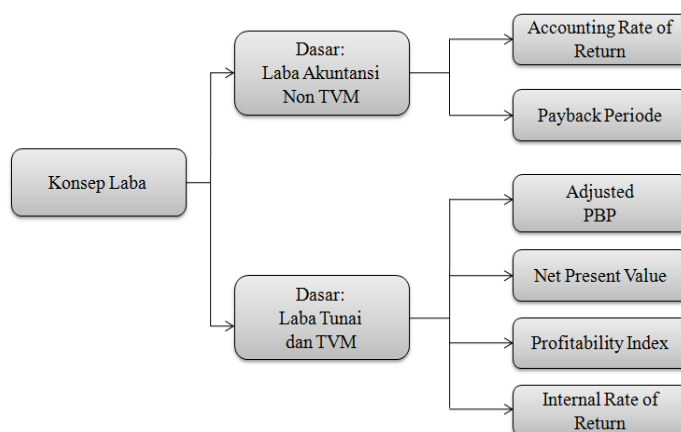 Konsep Laba
Dasar:
Laba Akuntansi
Non TVM
Accounting Rate of
Return
Payback Periode
Dasar:
Laba Tunai
dan TVM
Adjusted
PBP
Net Present Value
Profitability Index
Internal Rate of
Return